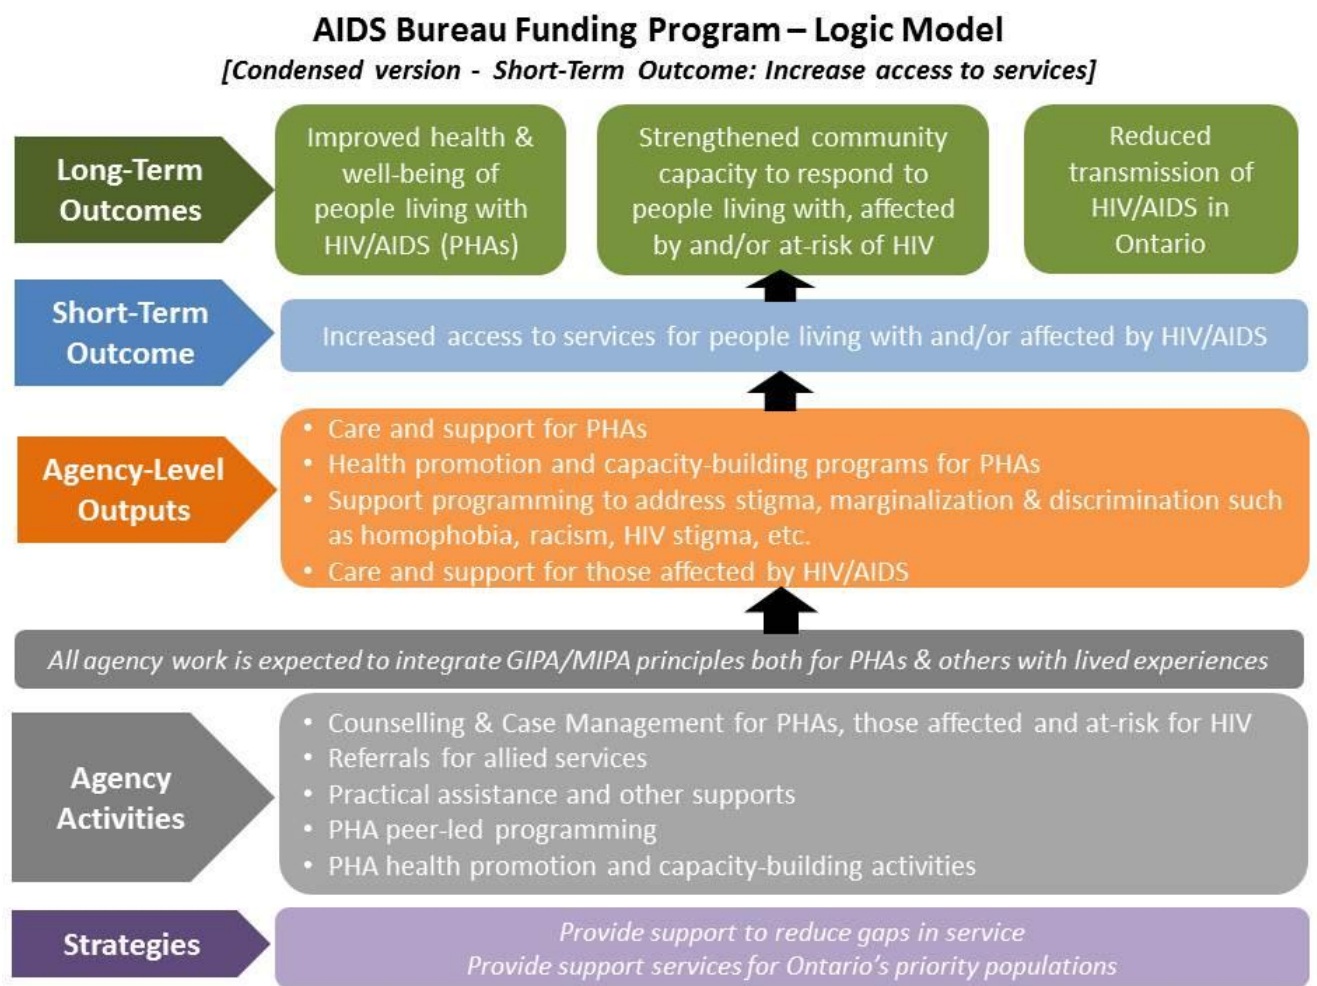 AIDS Bureau Funding Program – Logic Model
[Condensed version - Short-Term Outcome: Increase access to services]
Long-Term
Outcomes
Improved health &
well-being of
people living with
HIV/AIDS (PHAs)
Strengthened community
capacity to respond to
people living with, affected
by and/or at-risk of HIV
Reduced
transmission of
HIV/AIDS in
Ontario
Short-Term
Outcome
Increased access to services for people living with and/or affected by HIV/AIDS
Agency-Level
Outputs
• Care and support for PHAs
• Health promotion and capacity-building programs for PHAs
• Support programming to address stigma, marginalization & discrimination such
as homophobia, racism, HIV stigma, etc.
• Care and support for those affected by HIV/AIDS
All agency work is expected to integrate GIPA/MIPA principles both for PHAs & others with lived experiences
Agency
Activities
• Counselling & Case Management for PHAs, those affected and at-risk for HIV
• Referrals for allied services
• Practical assistance and other supports
• PHA peer-led programming
• PHA health promotion and capacity-building activities
Strategies
Provide support to reduce gaps in service
Provide support services for Ontario's priority populations